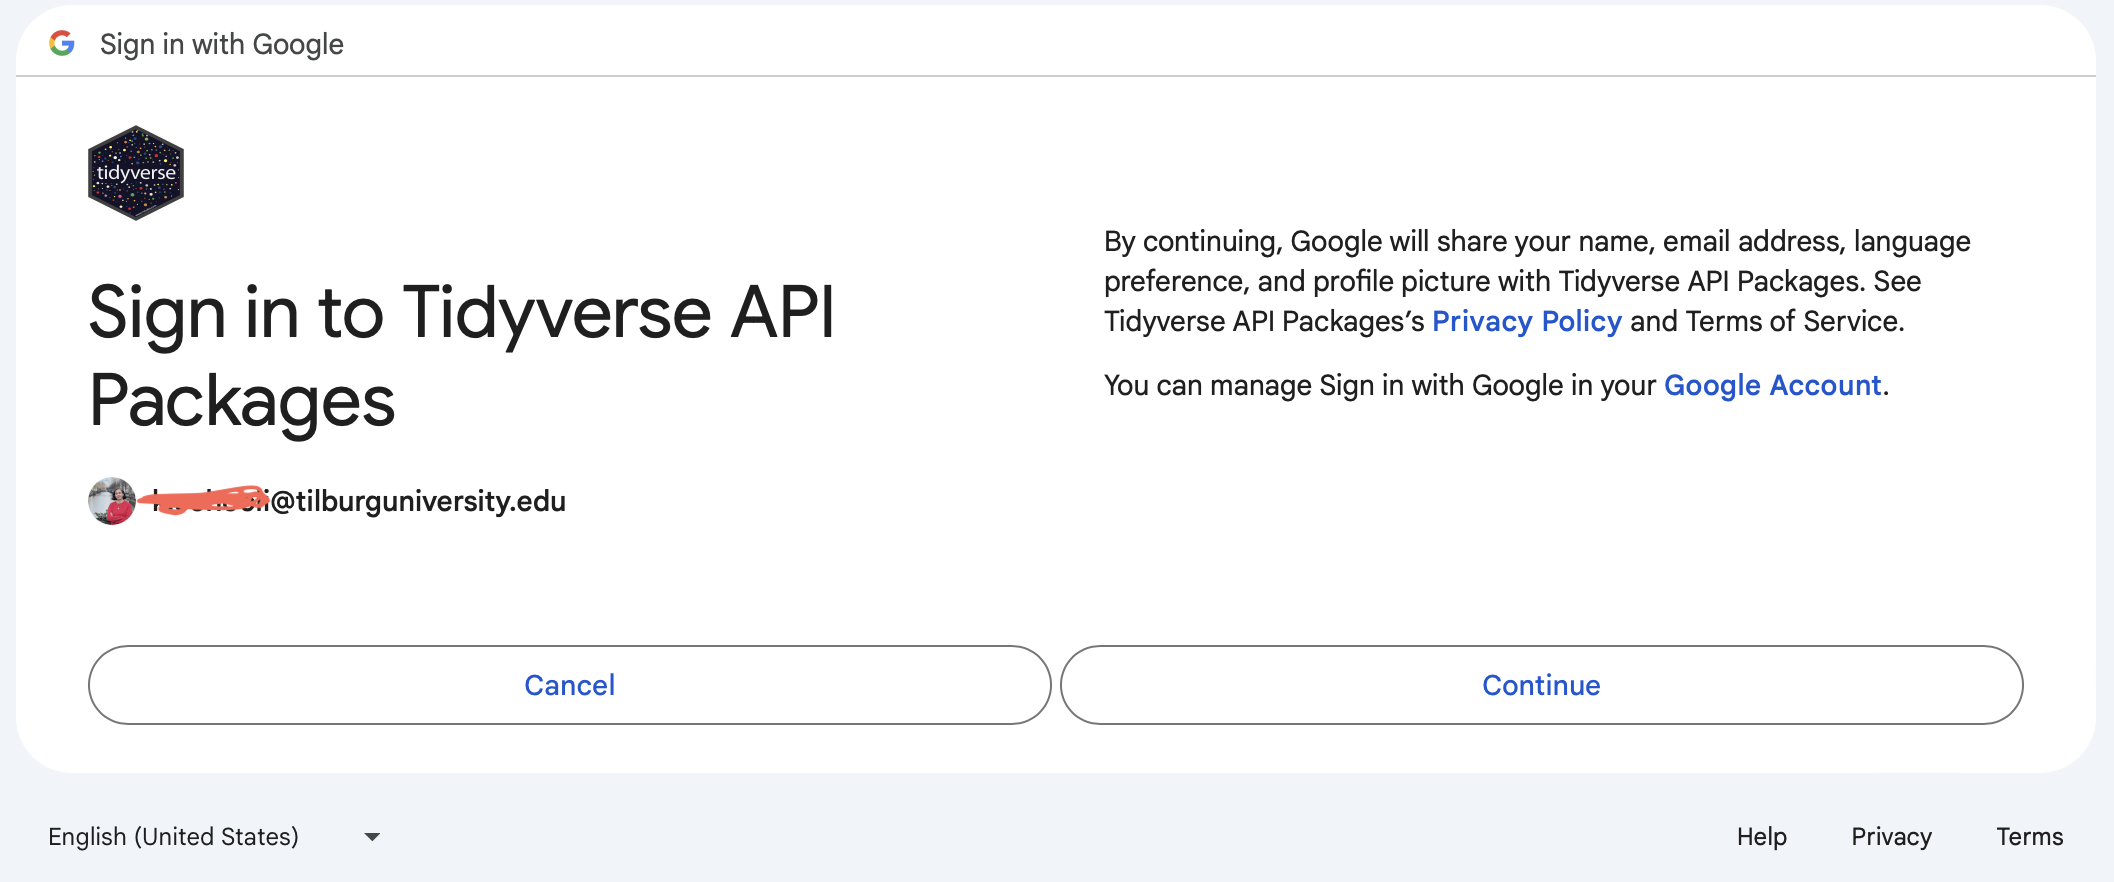 Sign in with Google
tidyverse
Sign in to Tidyverse API
Packages
@tilburguniversity.edu
By continuing, Google will share your name, email address, language
preference, and profile picture with Tidyverse API Packages. See
Tidyverse API Packages’s Privacy Policy and Terms of Service.
You can manage Sign in with Google in your Google Account.
Cancel
Continue
English (United States)
Help
Privacy
Terms